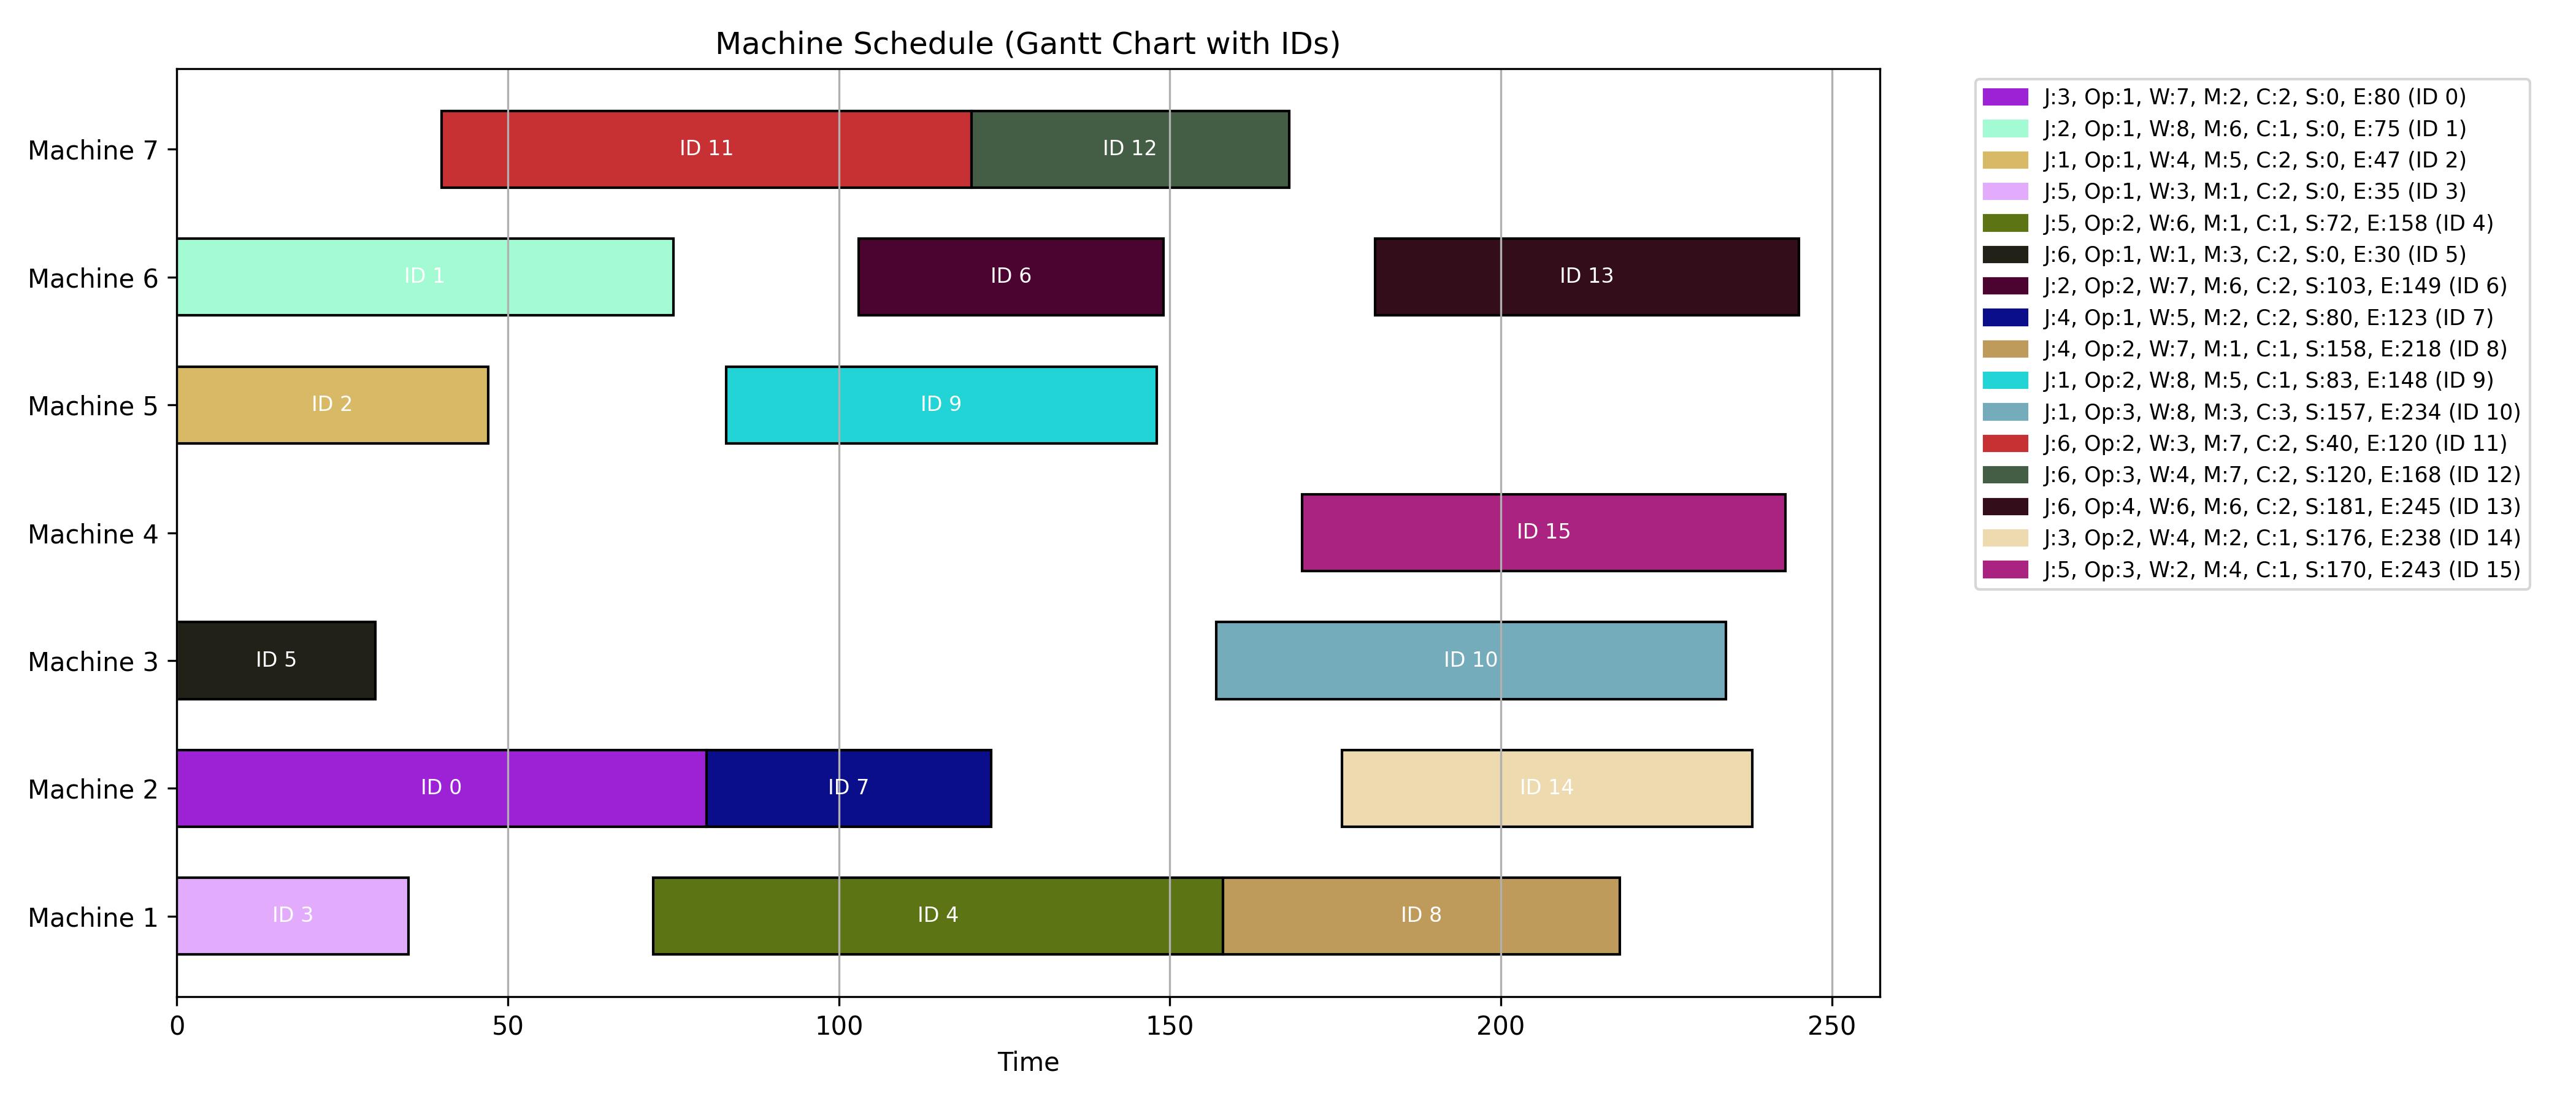 Machine Schedule (Gantt Chart with IDs)
Machine 7
ID 11
ID 12
Machine 6
ID 1
ID 6
ID 13
Machine 5
ID 2
ID 9
Machine 4
ID 15
Machine 3
ID 5
ID 10
Machine 2
ID 0
ID 7
ID 14
Machine 1
ID 3
ID 4
ID 8
0
50
100
150
200
250
Time
J:3, Op:1, W:7, M:2, C:2, S:0, E:80 (ID 0)
J:2, Op:1, W:8, M:6, C:1, S:0, E:75 (ID 1)
J:1, Op:1, W:4, M:5, C:2, S:0, E:47 (ID 2)
J:5, Op:1, W:3, M:1, C:2, S:0, E:35 (ID 3)
J:5, Op:2, W:6, M:1, C:1, S:72, E:158 (ID 4)
J:6, Op:1, W:1, M:3, C:2, S:0, E:30 (ID 5)
J:2, Op:2, W:7, M:6, C:2, S:103, E:149 (ID 6)
J:4, Op:1, W:5, M:2, C:2, S:80, E:123 (ID 7)
J:4, Op:2, W:7, M:1, C:1, S:158, E:218 (ID 8)
J:1, Op:2, W:8, M:5, C:1, S:83, E:148 (ID 9)
J:1, Op:3, W:8, M:3, C:3, S:157, E:234 (ID 10)
J:6, Op:2, W:3, M:7, C:2, S:40, E:120 (ID 11)
J:6, Op:3, W:4, M:7, C:2, S:120, E:168 (ID 12)
J:6, Op:4, W:6, M:6, C:2, S:181, E:245 (ID 13)
J:3, Op:2, W:4, M:2, C:1, S:176, E:238 (ID 14)
J:5, Op:3, W:2, M:4, C:1, S:170, E:243 (ID 15)